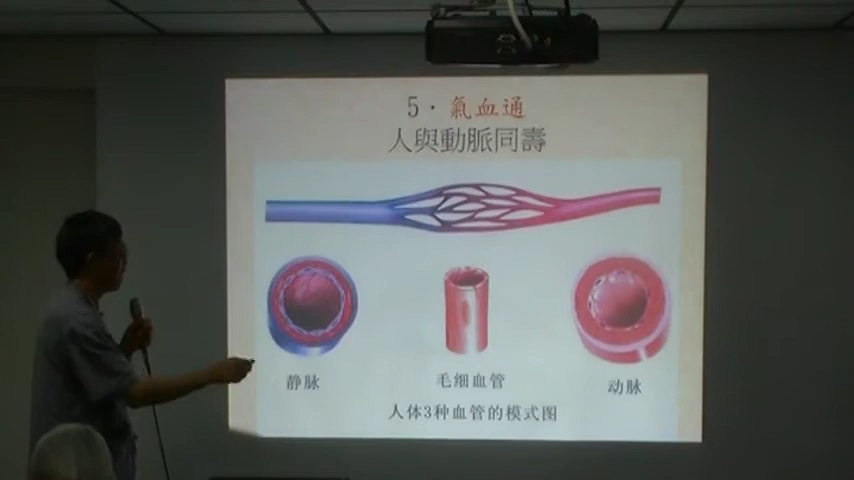 5·氣血通
人與動脈同壽
静脉
毛细血管
动脉
人体3种血管的模式图